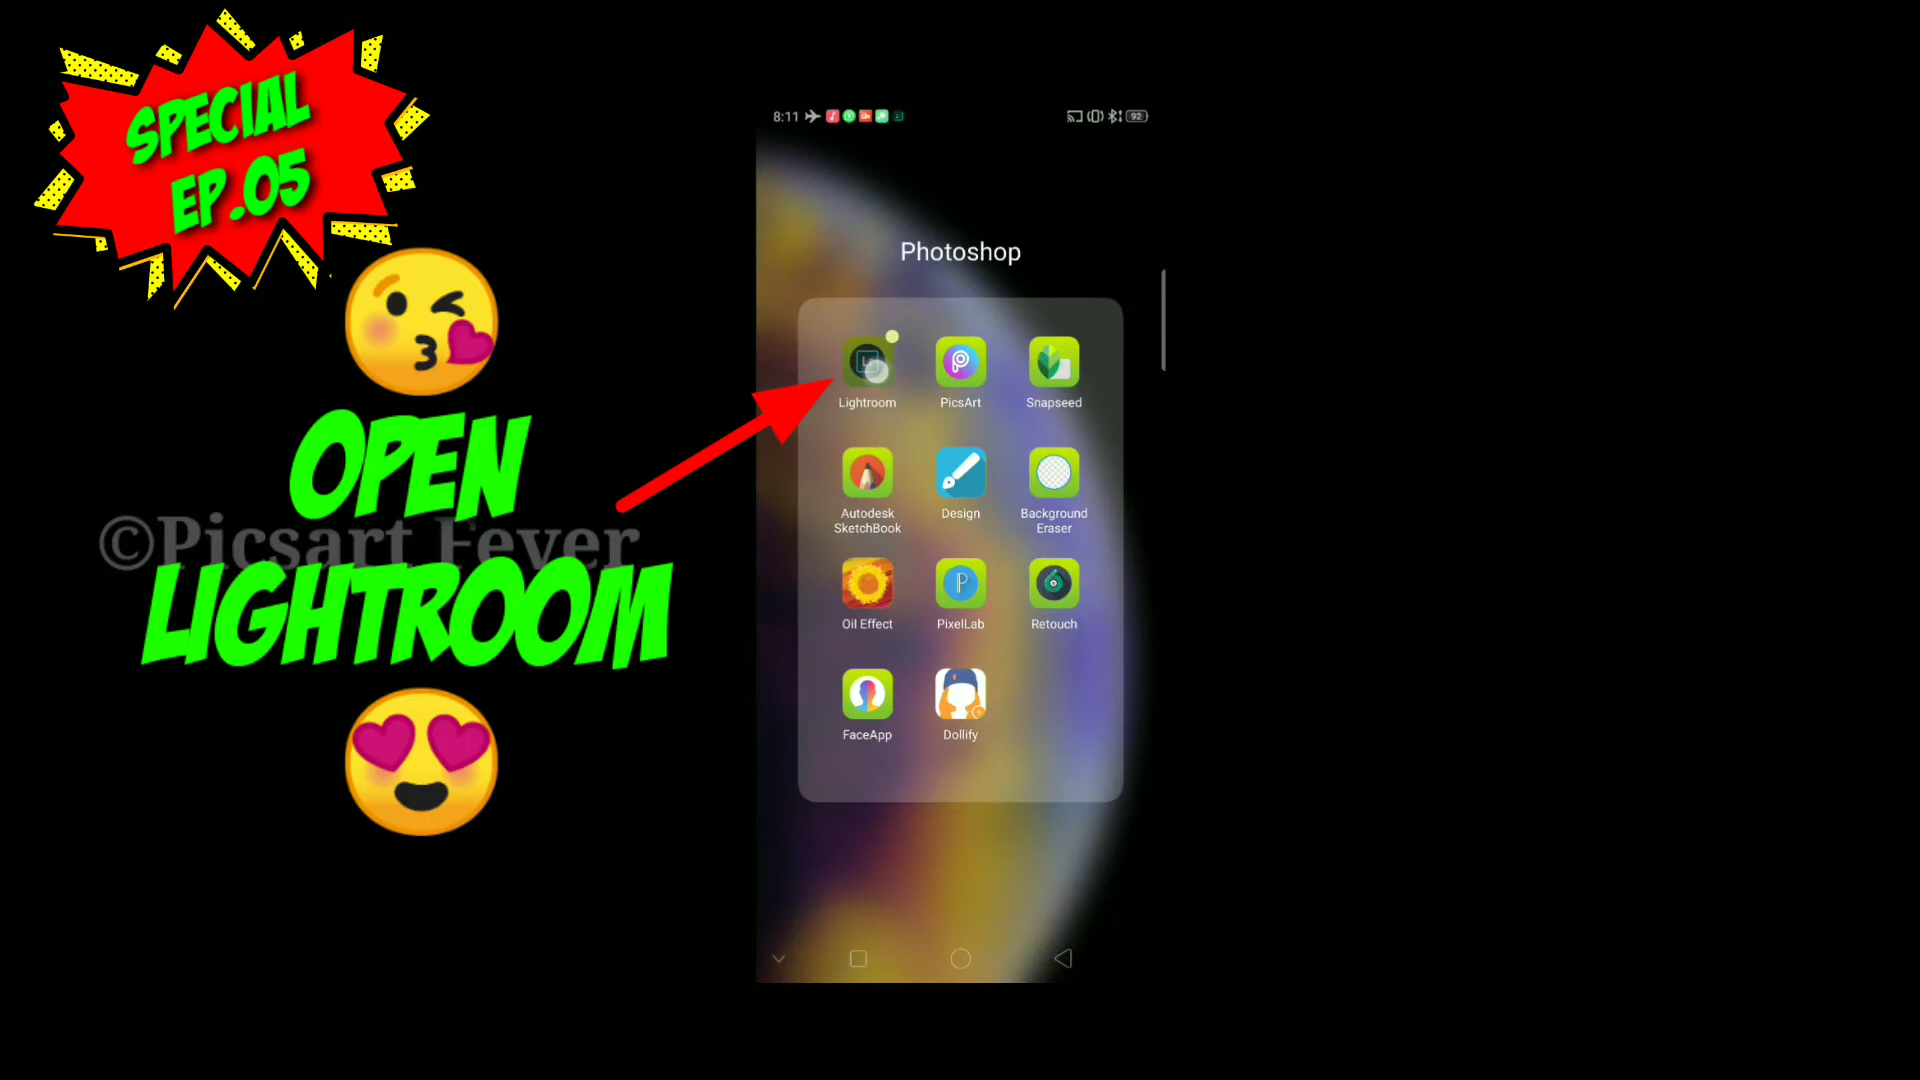 SPECIAL
EP.05
OPEN
©Picsart Fever
LIGHTROOM
8:11
92
Photoshop
Lightroom
PicsArt
Snapseed
Autodesk
SketchBook
Design
Background
Eraser
Oil Effect
PixelLab
Retouch
FaceApp
Dollify